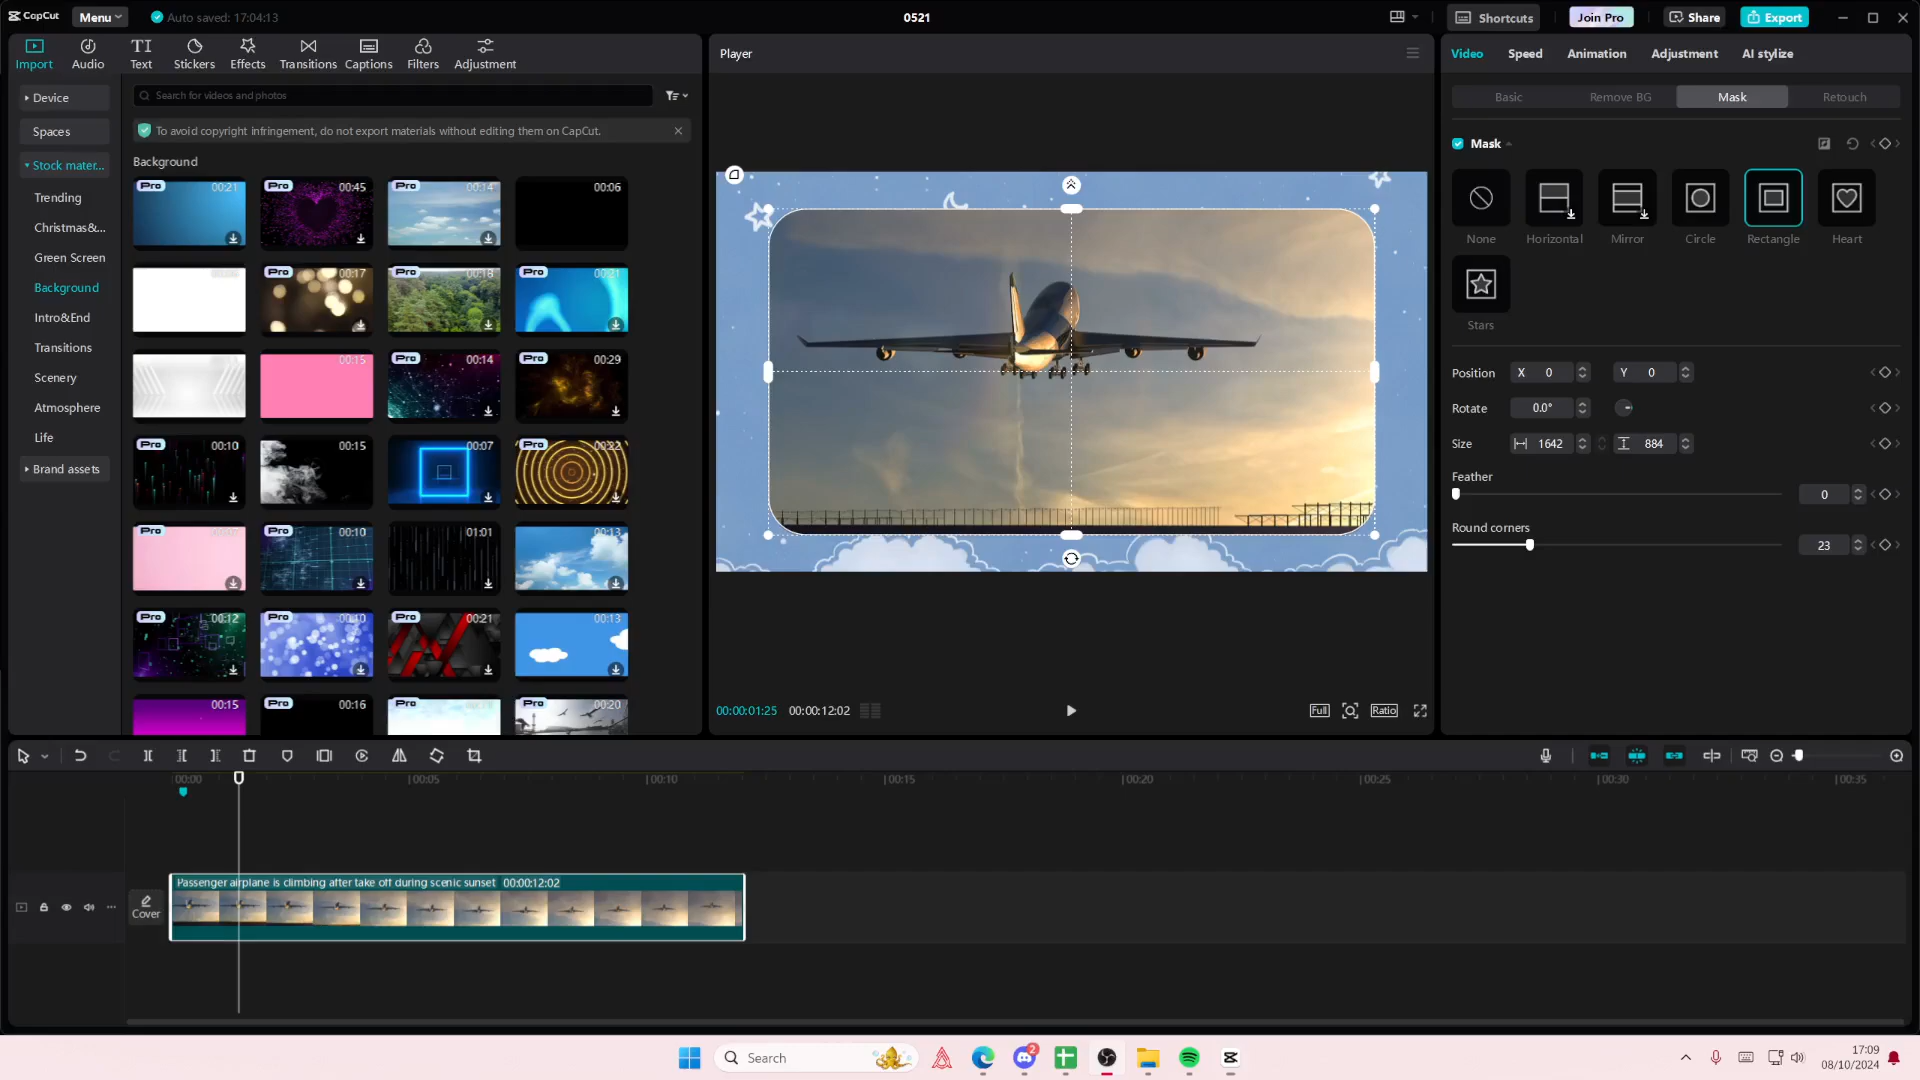 CapCut
Menu
Auto saved: 17:04:13
0521
Shortcuts
Join Pro
Share
Export
Import
Audio
TI
Text
Stickers
Effects
Transitions
Captions
Filters
Adjustment
Device
Spaces
Stock mater...
Trending
Christmas&...
Green Screen
Background
Intro&End
Transitions
Scenery
Atmosphere
Life
Brand assets
Search for videos and photos
To avoid copyright infringement, do not export materials without editing them on CapCut.
Background
Pro 00:21
Pro 00:45
Pro 00:14
00:06
Pro 00:17
Pro 00:18
Pro 00:21
00:15
Pro 00:14
Pro 00:29
Pro 00:10
00:15
00:07
Pro 00:22
Pro
Pro 00:10
01:01
00:13
Pro 00:12
Pro 00:10
Pro 00:21
00:13
00:15
Pro 00:16
Pro
Pro 00:20
Player
00:00:01:25 00:00:12:02
Full
Ratio
Video
Speed
Animation
Adjustment
AI stylize
Basic
Remove BG
Mask
Retouch
Mask
None
Horizontal
Mirror
Circle
Rectangle
Heart
Stars
Position X 0 Y 0
Rotate 0.0°
Size 1642 884
Feather
0
Round corners
23
00:00 00:05 00:10 00:15 00:20 00:25 00:30 00:35
Passenger airplane is climbing after take off during scenic sunset 00:00:12:02
Cover
Search
2
17:09
08/10/2024